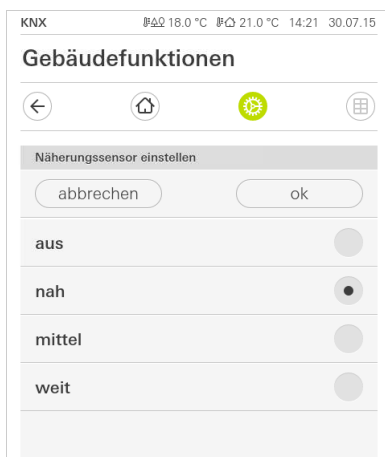 KNX 18.0 °C 21.0 °C 14:21 30.07.15
Gebäudefunktionen
Näherungssensor einstellen
abbrechen ok
aus
nah
mittel
weit